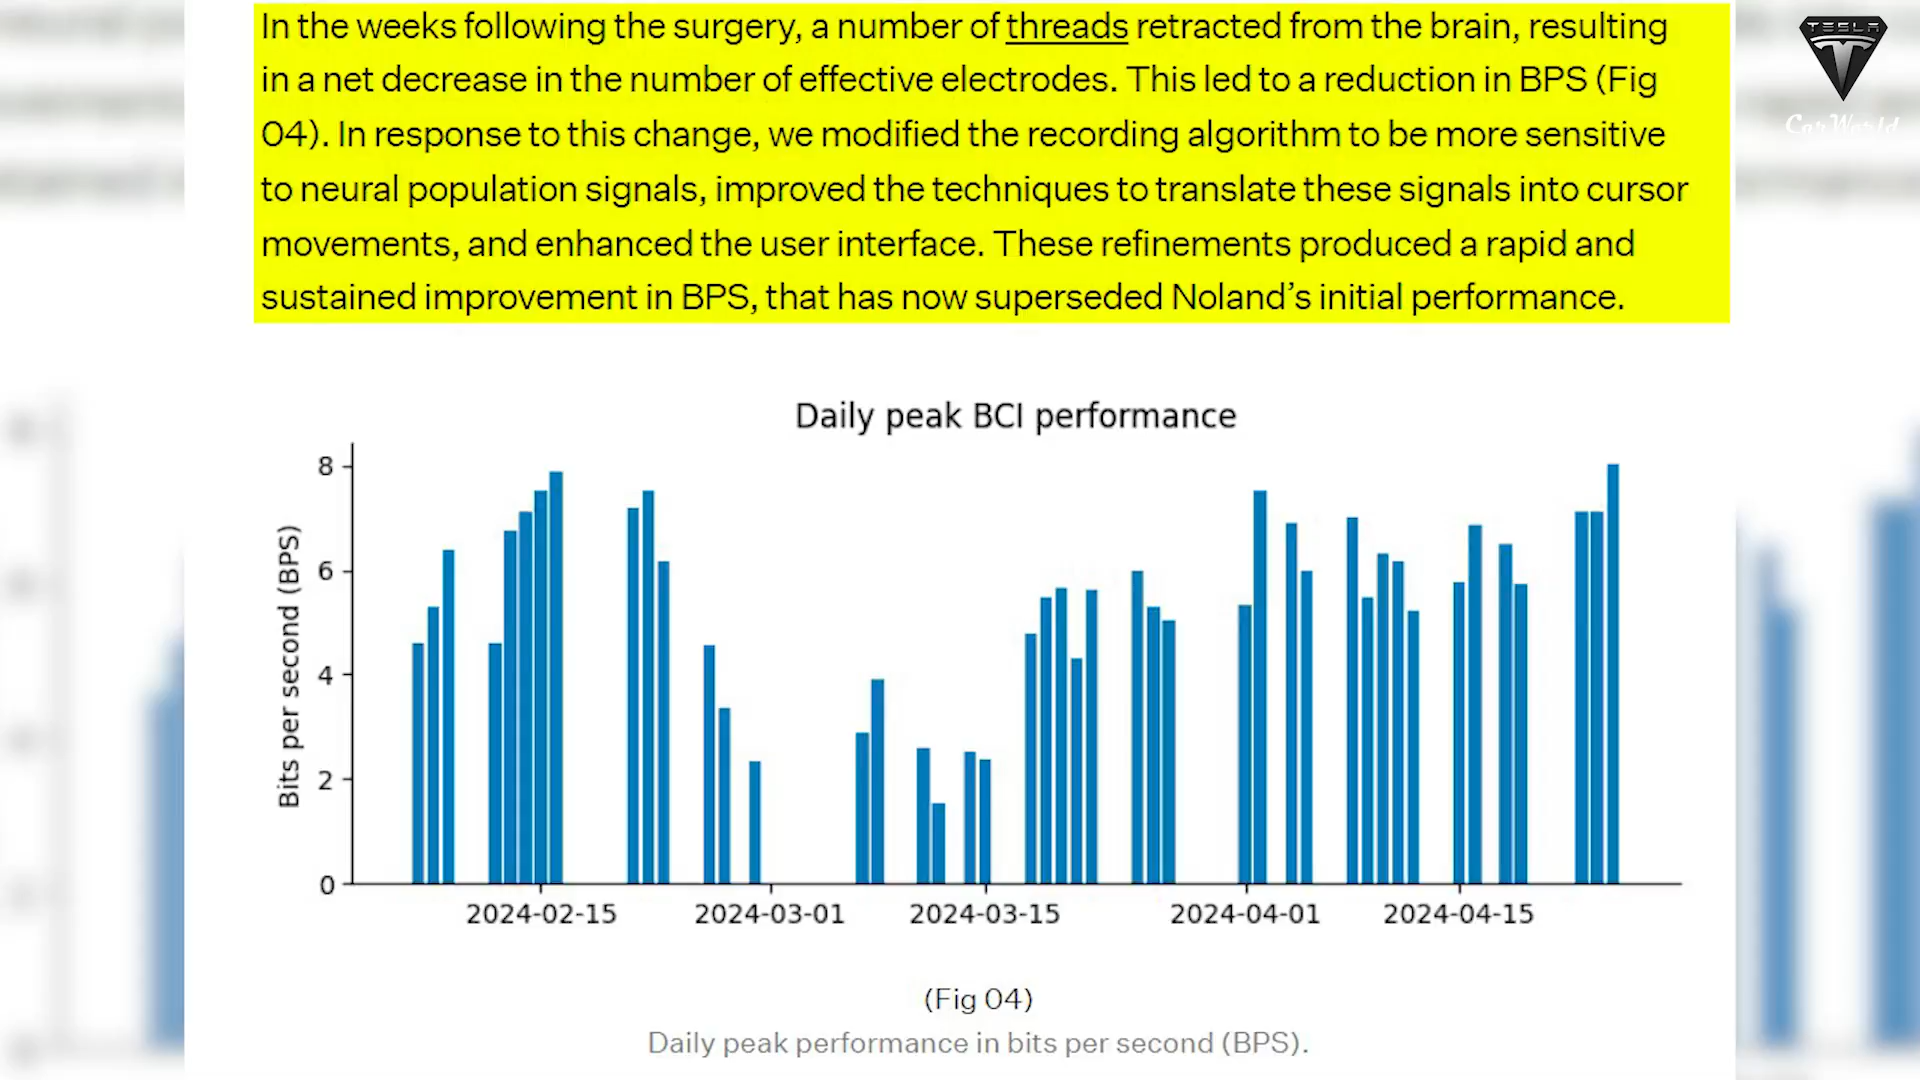 In the weeks following the surgery, a number of threads retracted from the brain, resulting
in a net decrease in the number of effective electrodes. This led to a reduction in BPS (Fig
04). In response to this change, we modified the recording algorithm to be more sensitive
to neural population signals, improved the techniques to translate these signals into cursor
movements, and enhanced the user interface. These refinements produced a rapid and
sustained improvement in BPS, that has now superseded Noland’s initial performance.
TESLA
Car World
Daily peak BCI performance
Bits per second (BPS)
8
6
4
2
0
2024-02-15 2024-03-01 2024-03-15 2024-04-01 2024-04-15
(Fig 04)
Daily peak performance in bits per second (BPS).